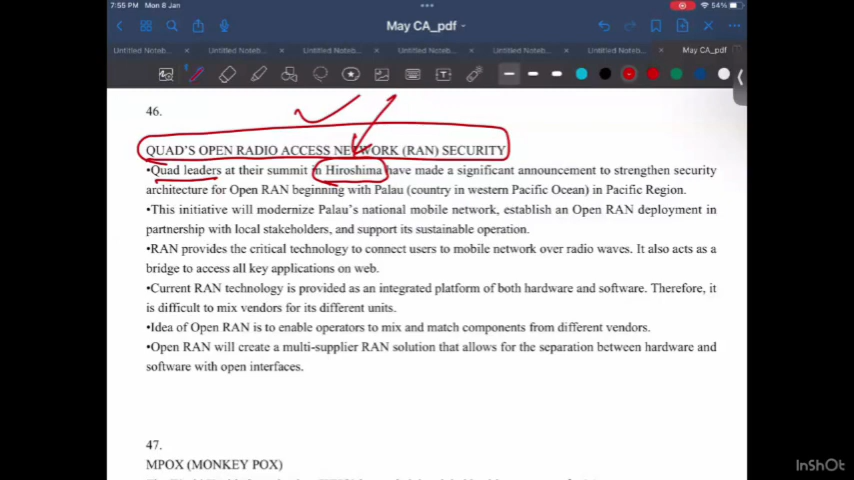 7:55 PM Mon 8 Jan
54%
May CA_pdf
Untitled Noteb...
Untitled Noteb...
Untitled Noteb...
Untitled Noteb...
Untitled Noteb...
Untitled Noteb...
May CA_pdf
46.
QUAD'S OPEN RADIO ACCESS NETWORK (RAN) SECURITY
•Quad leaders at their summit in Hiroshima have made a significant announcement to strengthen security
architecture for Open RAN beginning with Palau (country in western Pacific Ocean) in Pacific Region.
•This initiative will modernize Palau's national mobile network, establish an Open RAN deployment in
partnership with local stakeholders, and support its sustainable operation.
•RAN provides the critical technology to connect users to mobile network over radio waves. It also acts as a
bridge to access all key applications on web.
•Current RAN technology is provided as an integrated platform of both hardware and software. Therefore, it
is difficult to mix vendors for its different units.
•Idea of Open RAN is to enable operators to mix and match components from different vendors.
•Open RAN will create a multi-supplier RAN solution that allows for the separation between hardware and
software with open interfaces.
47.
MPOX (MONKEY POX)
InShOt